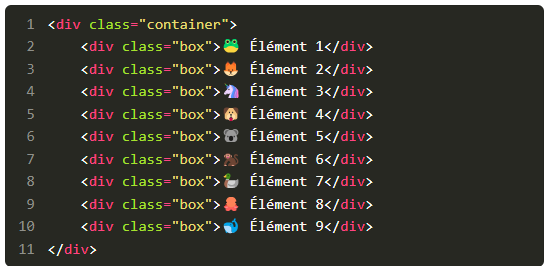 1 <div class="container">
2 <div class="box">🐸 Élément 1</div>
3 <div class="box">🦊 Élément 2</div>
4 <div class="box">🦄 Élément 3</div>
5 <div class="box">🐶 Élément 4</div>
6 <div class="box">🐨 Élément 5</div>
7 <div class="box">🦧 Élément 6</div>
8 <div class="box">🦆 Élément 7</div>
9 <div class="box">🐙 Élément 8</div>
10 <div class="box">🐋 Élément 9</div>
11 </div>